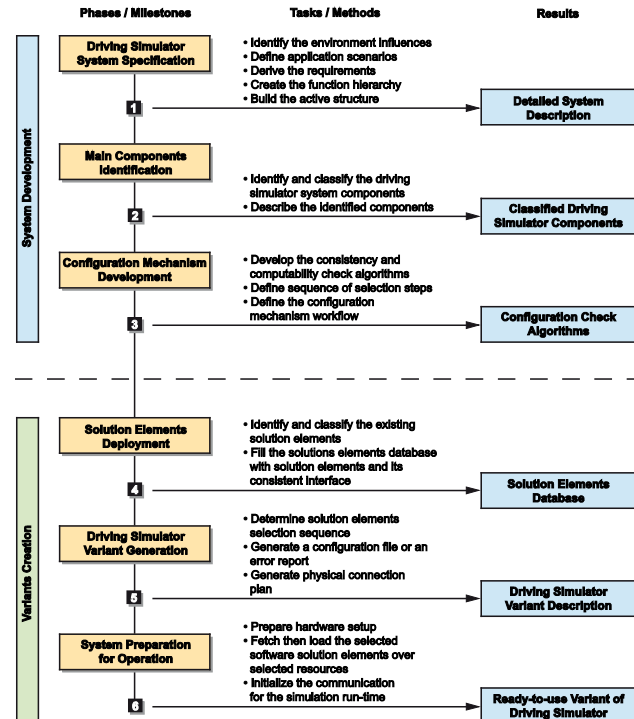 Phases / Milestones
Tasks / Methods
Results
System Development
Driving Simulator
System Specification
• Identify the environment influences
• Define application scenarios
• Derive the requirements
• Create the function hierarchy
• Build the active structure
1
Detailed System
Description
Main Components
Identification
• Identify and classify the driving
simulator system components
• Describe the identified components
2
Classified Driving
Simulator Components
Configuration Mechanism
Development
• Develop the consistency and
computability check algorithms
• Define sequence of selection steps
• Define the configuration
mechanism workflow
3
Configuration Check
Algorithms
Variants Creation
Solution Elements
Deployment
• Identify and classify the existing
solution elements
• Fill the solutions elements database
with solution elements and its
consistent interface
4
Solution Elements
Database
Driving Simulator
Variant Generation
• Determine solution elements
selection sequence
• Generate a configuration file or an
error report
• Generate physical connection
plan
5
Driving Simulator
Variant Description
System Preparation
for Operation
• Prepare hardware setup
• Fetch then load the selected
software solution elements over
selected resources
• Initialize the communication
for the simulation run-time
6
Ready-to-use Variant of
Driving Simulator